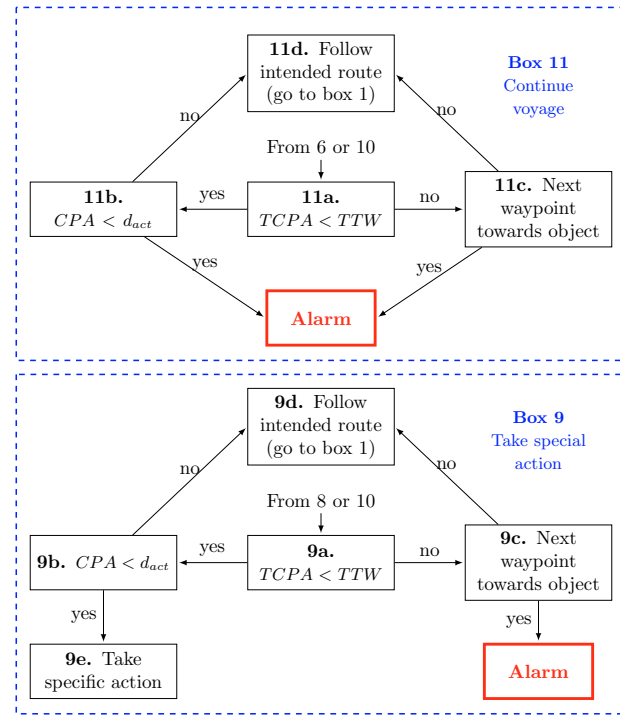 11d. Follow
intended route
(go to box 1)
Box 11
Continue
voyage
no
no
From 6 or 10
11b.
CPA < d_act
yes
11a.
TCPA < TTW
no
11c. Next
waypoint
towards object
yes
yes
Alarm
9d. Follow
intended route
(go to box 1)
Box 9
Take special
action
no
no
From 8 or 10
9b. CPA < d_act
yes
9a.
TCPA < TTW
no
9c. Next
waypoint
towards object
yes
yes
9e. Take
specific action
Alarm